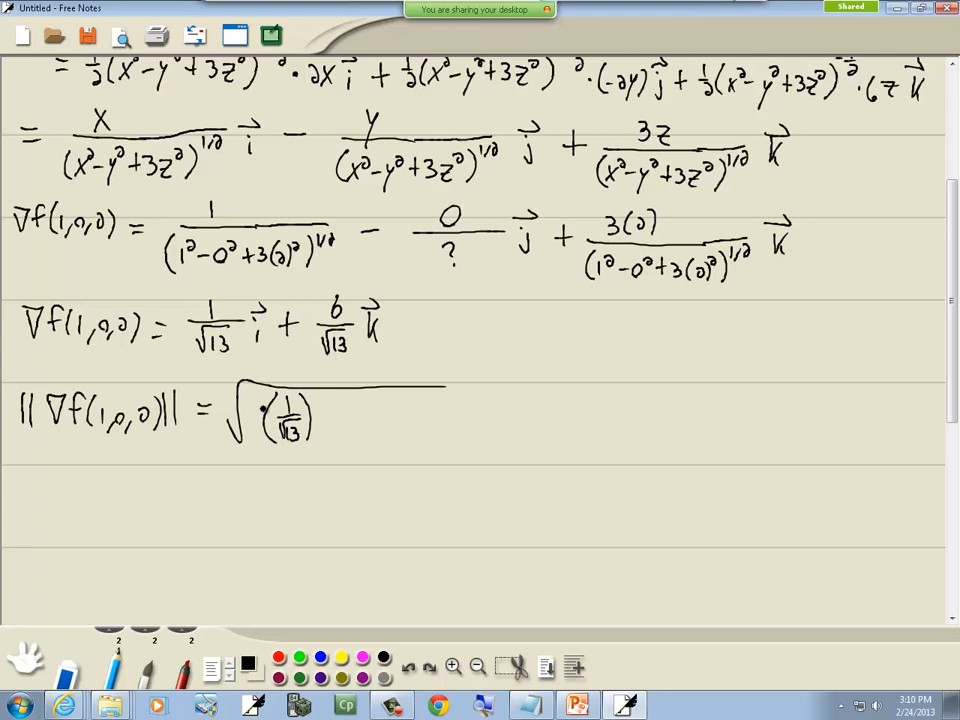 Untitled - Free Notes
You are sharing your desktop
Shared
= 1/2(x²-y²+3z²) · 2x i⃗ + 1/2(x²-y²+3z²) · (-2y) j⃗ + 1/2(x²-y²+3z²)^-1/2 · 6z k⃗
= x/(x²-y²+3z²)^1/2 i⃗ - y/(x²-y²+3z²)^1/2 j⃗ + 3z/(x²-y²+3z²)^1/2 k⃗
∇f(1,0,2) = 1/(1²-0²+3(2)²)^1/2 - 0/? j⃗ + 3(2)/(1²-0²+3(2)²)^1/2 k⃗
∇f(1,0,2) = 1/√13 i⃗ + 6/√13 k⃗
||∇f(1,0,2)|| = √(1/√13)
2 2 2
1
Cp
3:10 PM
2/24/2013